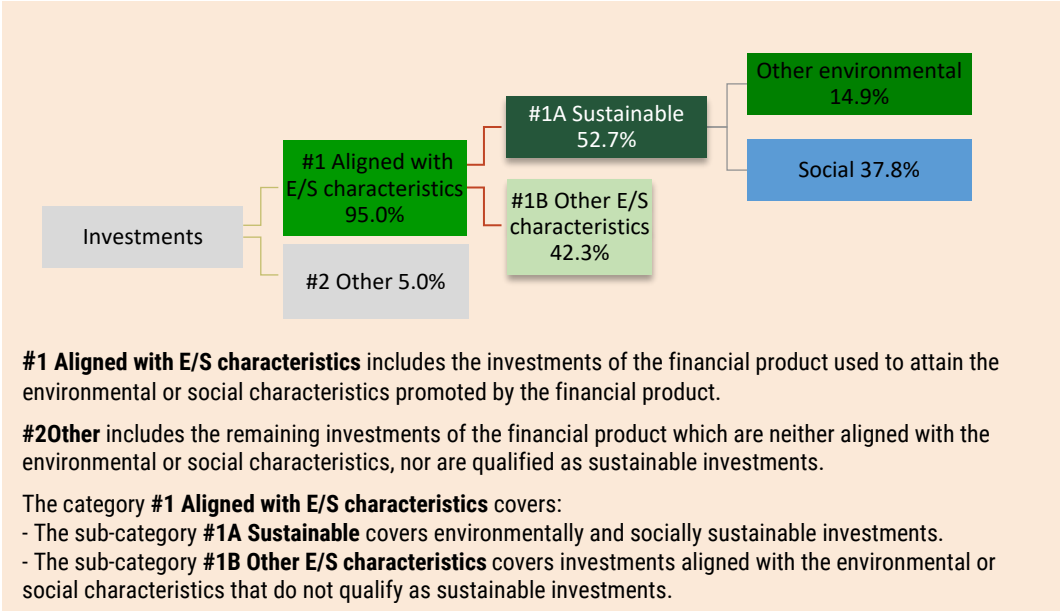 Investments
#1 Aligned with
E/S characteristics
95.0%
#2 Other 5.0%
#1A Sustainable
52.7%
#1B Other E/S
characteristics
42.3%
Other environmental
14.9%
Social 37.8%
#1 Aligned with E/S characteristics includes the investments of the financial product used to attain the
environmental or social characteristics promoted by the financial product.
#2Other includes the remaining investments of the financial product which are neither aligned with the
environmental or social characteristics, nor are qualified as sustainable investments.
The category #1 Aligned with E/S characteristics covers:
- The sub-category #1A Sustainable covers environmentally and socially sustainable investments.
- The sub-category #1B Other E/S characteristics covers investments aligned with the environmental or
social characteristics that do not qualify as sustainable investments.